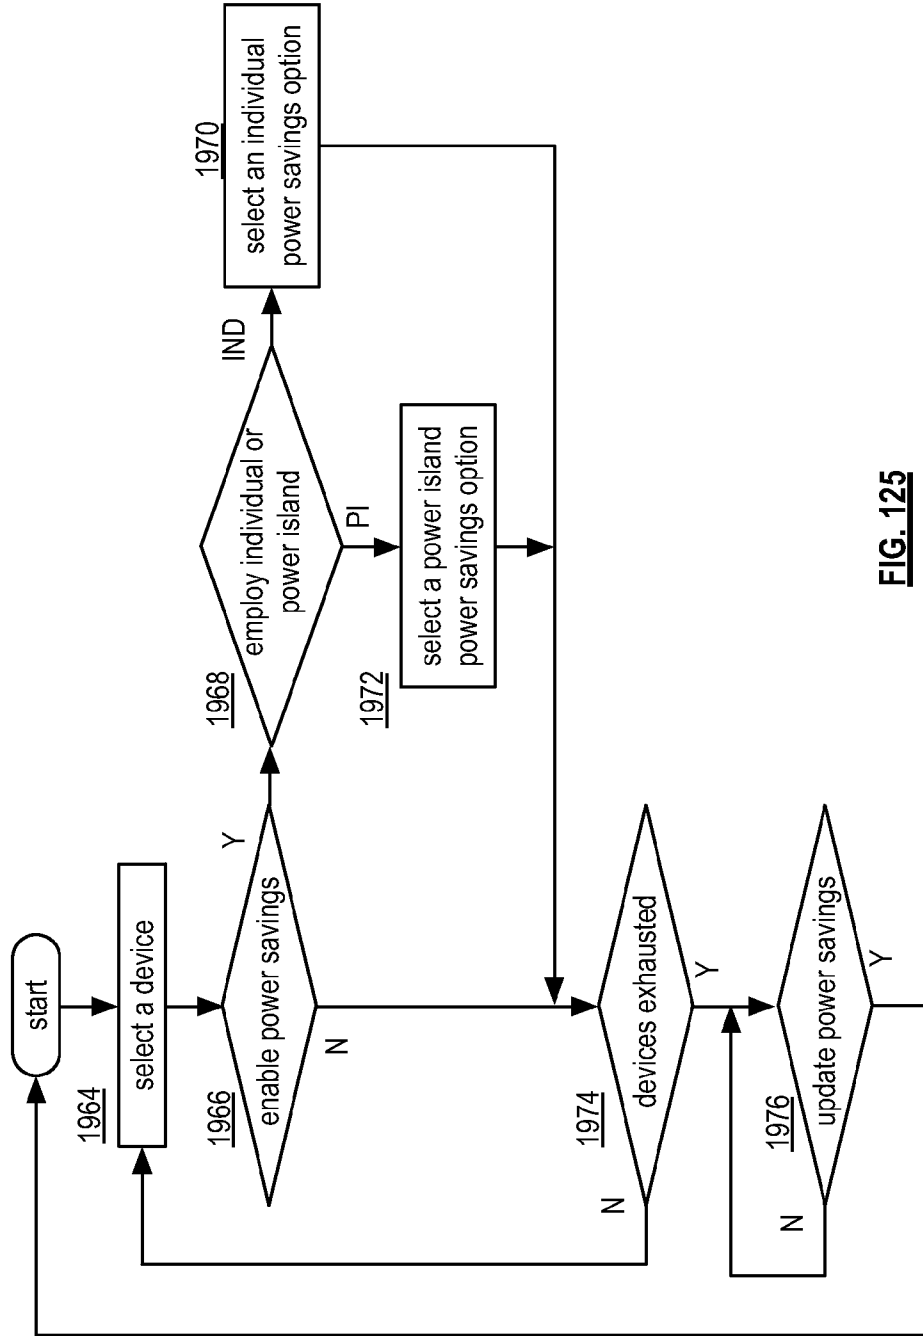 start
1964
select a device
1966
enable power savings
Y
N
1968
employ individual or
power island
IND
PI
1970
select an individual
power savings option
1972
select a power island
power savings option
1974
devices exhausted
N
Y
1976
update power savings
N
Y
FIG. 125